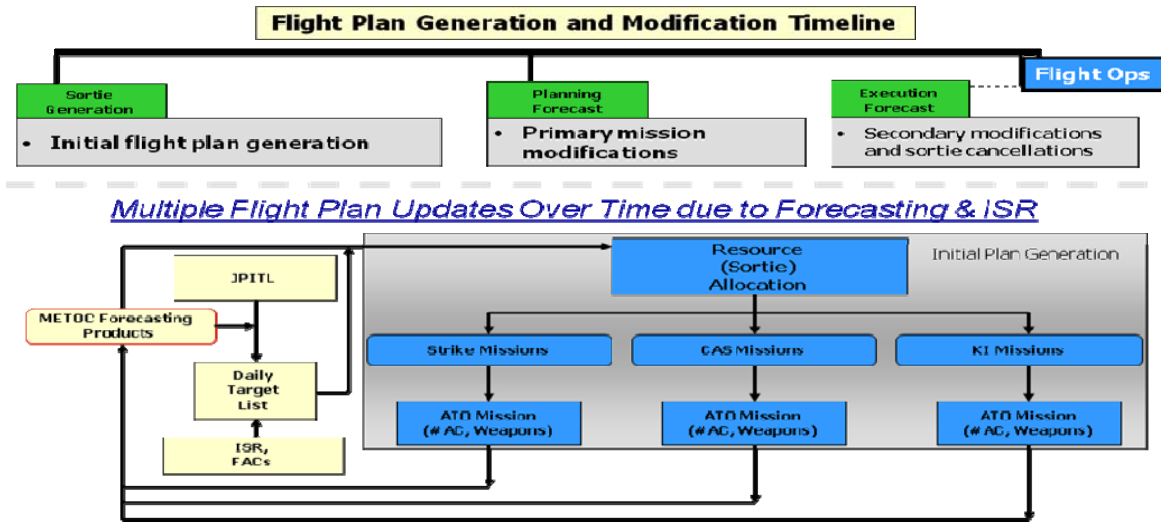 Flight Plan Generation and Modification Timeline
Flight Ops
Sortie
Generation
• Initial flight plan generation
Planning
Forecast
• Primary mission
modifications
Execution
Forecast
• Secondary modifications
and sortie cancellations
Multiple Flight Plan Updates Over Time due to Forecasting & ISR
JPITL
METOC Forecasting
Products
Daily
Target
List
ISR,
FACs
Resource
(Sortie)
Allocation
Initial Plan Generation
Strike Missions
CAS Missions
KI Missions
ATO Mission
(# AC, Weapons)
ATO Mission
(# AC, Weapons)
ATO Mission
(# AC, Weapons)